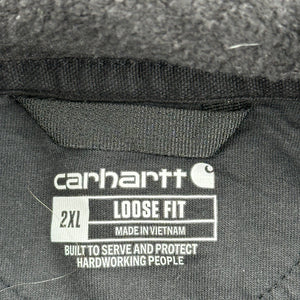 carhartt
2XL
LOOSE FIT
MADE IN VIETNAM
BUILT TO SERVE AND PROTECT
HARDWORKING PEOPLE